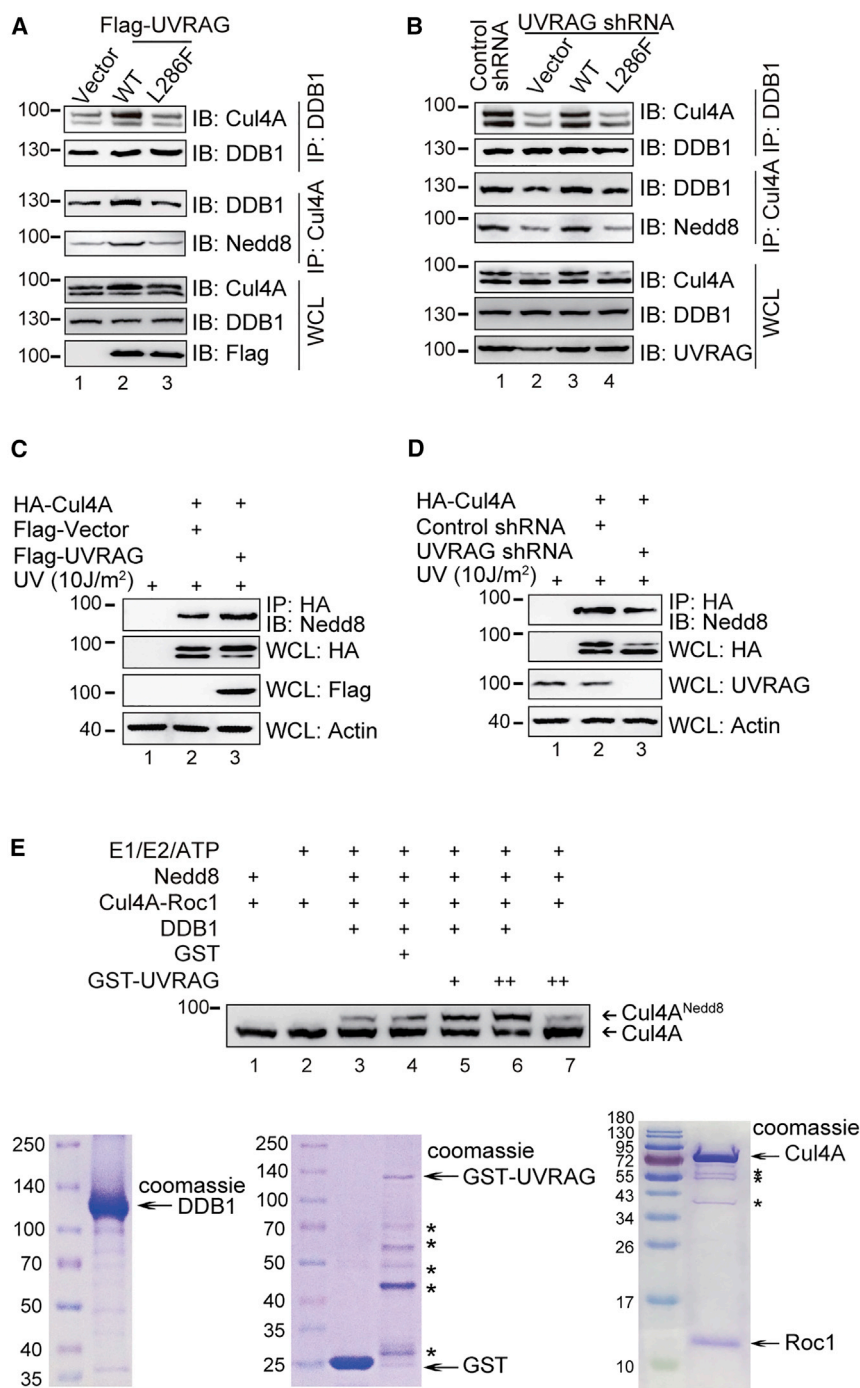 A
Flag-UVRAG
Vector WT L286F
100 IB: Cul4A
130 IB: DDB1
IP: DDB1
130 IB: DDB1
100 IB: Nedd8
IP: Cul4A
100 IB: Cul4A
130 IB: DDB1
100 IB: Flag
WCL
1 2 3
B
UVRAG shRNA
Control shRNA Vector WT L286F
100 IB: Cul4A
130 IB: DDB1
IP: DDB1
130 IB: DDB1
100 IB: Nedd8
IP: Cul4A
100 IB: Cul4A
130 IB: DDB1
100 IB: UVRAG
WCL
1 2 3 4
C
HA-Cul4A + +
Flag-Vector +
Flag-UVRAG +
UV (10J/m²) + + +
100 IP: HA
IB: Nedd8
100 WCL: HA
100 WCL: Flag
40 WCL: Actin
1 2 3
D
HA-Cul4A + +
Control shRNA +
UVRAG shRNA +
UV (10J/m²) + + +
100 IP: HA
IB: Nedd8
100 WCL: HA
100 WCL: UVRAG
40 WCL: Actin
1 2 3
E
E1/E2/ATP + + + + + +
Nedd8 + + + + + +
Cul4A-Roc1 + + + + + + +
DDB1 + + + +
GST +
GST-UVRAG + ++ ++
100
← Cul4A^Nedd8
← Cul4A
1 2 3 4 5 6 7
250
140
100
70
50
40
35
coomassie
← DDB1
250
140
100
70
50
40
35
25
coomassie
← GST-UVRAG
*
*
*
*
*
← GST
180
130
95
72
55
43
34
26
17
10
coomassie
← Cul4A
*
*
*
← Roc1